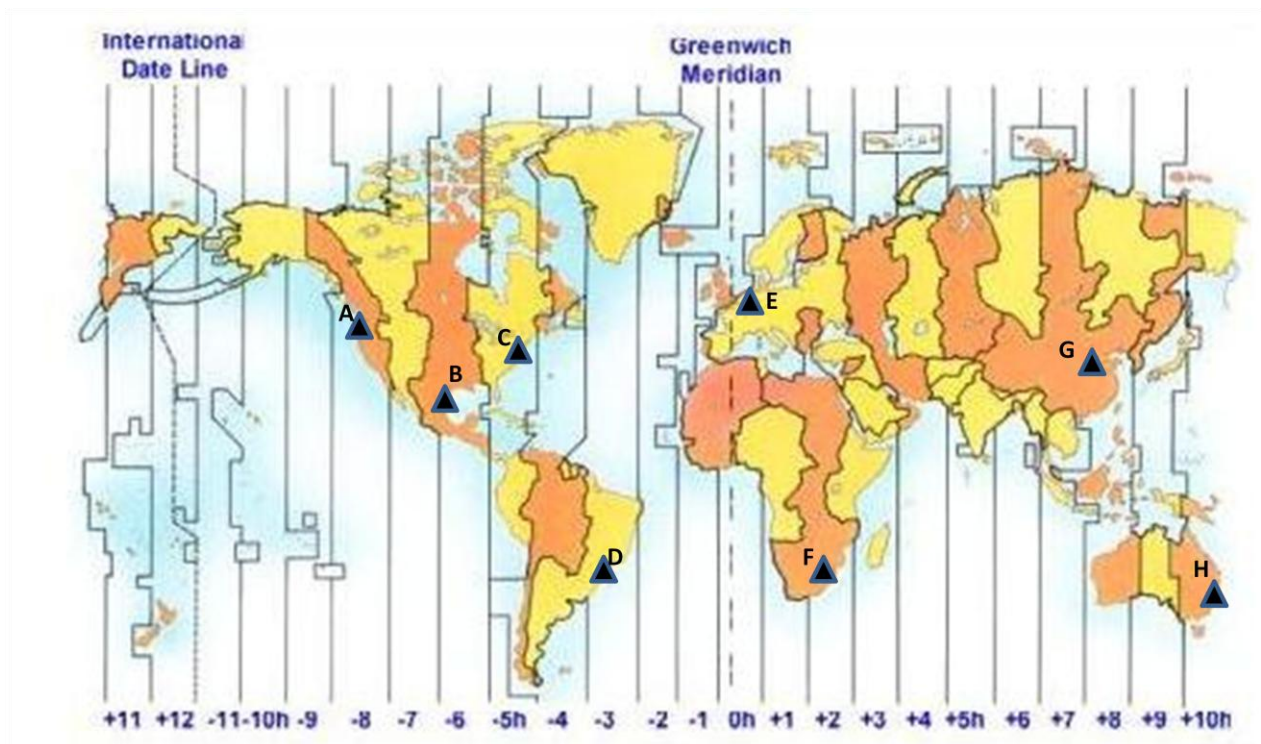 International
Date Line
Greenwich
Meridian
A
E
C
G
B
D
F
H
+11 +12 -11-10h -9 -8 -7 -6 -5h -4 -3 -2 -1 0h +1 +2 +3 +4 +5h +6 +7 +8 +9 +10h